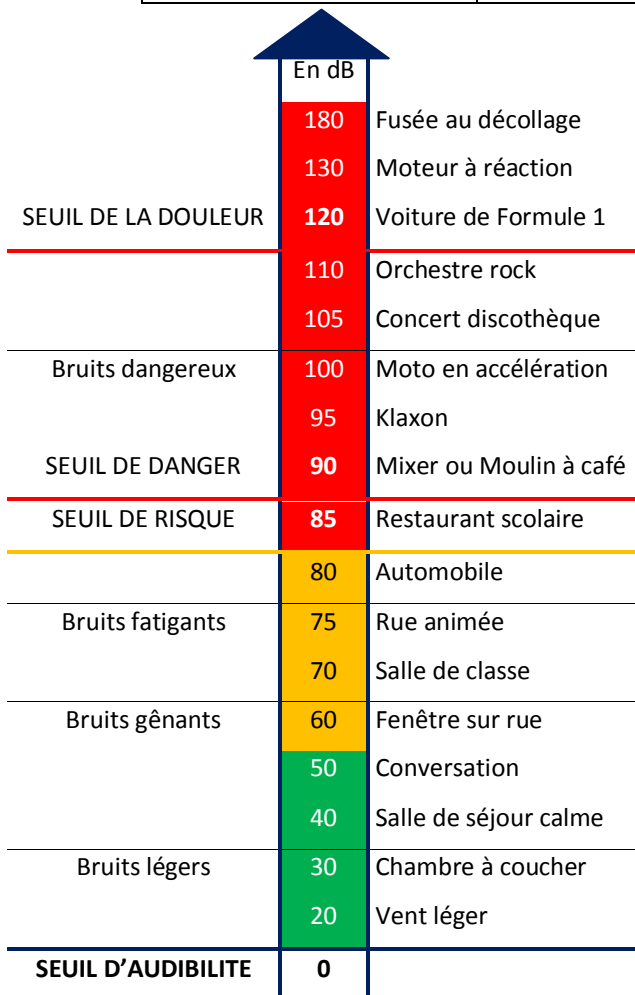 En dB
180 Fusée au décollage
130 Moteur à réaction
SEUIL DE LA DOULEUR 120 Voiture de Formule 1
110 Orchestre rock
105 Concert discothèque
Bruits dangereux 100 Moto en accélération
95 Klaxon
SEUIL DE DANGER 90 Mixer ou Moulin à café
SEUIL DE RISQUE 85 Restaurant scolaire
80 Automobile
Bruits fatigants 75 Rue animée
70 Salle de classe
Bruits gênants 60 Fenêtre sur rue
50 Conversation
40 Salle de séjour calme
Bruits légers 30 Chambre à coucher
20 Vent léger
SEUIL D’AUDIBILITE 0